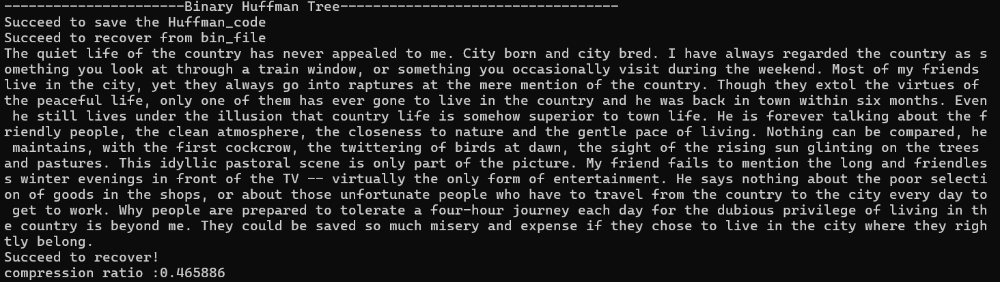 ----------------------Binary Huffman Tree----------------------------------
Succeed to save the Huffman_code
Succeed to recover from bin_file
The quiet life of the country has never appealed to me. City born and city bred. I have always regarded the country as s
omething you look at through a train window, or something you occasionally visit during the weekend. Most of my friends
live in the city, yet they always go into raptures at the mere mention of the country. Though they extol the virtues of
the peaceful life, only one of them has ever gone to live in the country and he was back in town within six months. Even
 he still lives under the illusion that country life is somehow superior to town life. He is forever talking about the f
riendly people, the clean atmosphere, the closeness to nature and the gentle pace of living. Nothing can be compared, he
 maintains, with the first cockcrow, the twittering of birds at dawn, the sight of the rising sun glinting on the trees
and pastures. This idyllic pastoral scene is only part of the picture. My friend fails to mention the long and friendles
s winter evenings in front of the TV -- virtually the only form of entertainment. He says nothing about the poor selecti
on of goods in the shops, or about those unfortunate people who have to travel from the country to the city every day to
 get to work. Why people are prepared to tolerate a four-hour journey each day for the dubious privilege of living in th
e country is beyond me. They could be saved so much misery and expense if they chose to live in the city where they righ
tly belong.
Succeed to recover!
compression ratio :0.465886